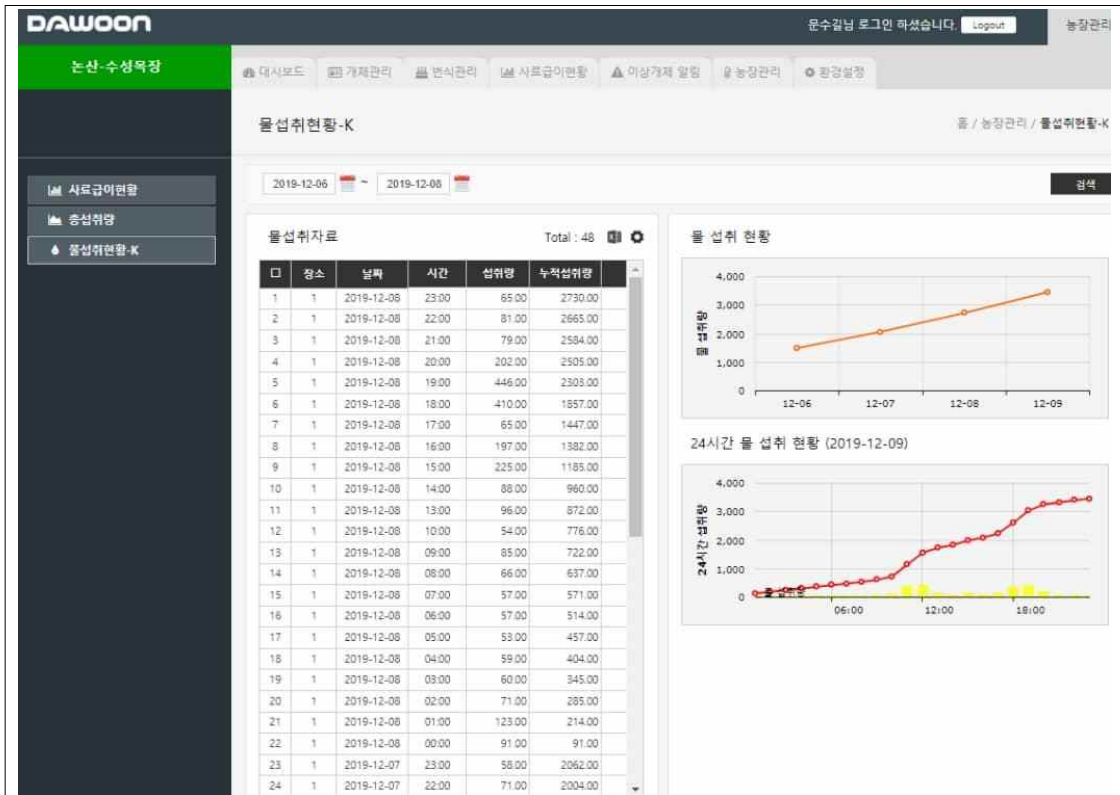 DAWOON
문수길님 로그인 하셨습니다. Logout 농장관리
논산-수성목장
대시보드 개체관리 번식관리 사료급이현황 이상개체 알림 농장관리 환경설정
물섭취현황-K
홈 / 농장관리 / 물섭취현황-K
2019-12-06 ~ 2019-12-08 검색
사료급이현황
총섭취량
물섭취현황-K
물섭취자료 Total : 48
장소 날짜 시간 섭취량 누적섭취량
1 1 2019-12-08 23:00 65.00 2730.00
2 1 2019-12-08 22:00 81.00 2665.00
3 1 2019-12-08 21:00 79.00 2584.00
4 1 2019-12-08 20:00 202.00 2505.00
5 1 2019-12-08 19:00 446.00 2303.00
6 1 2019-12-08 18:00 410.00 1857.00
7 1 2019-12-08 17:00 65.00 1447.00
8 1 2019-12-08 16:00 197.00 1382.00
9 1 2019-12-08 15:00 225.00 1185.00
10 1 2019-12-08 14:00 88.00 960.00
11 1 2019-12-08 13:00 96.00 872.00
12 1 2019-12-08 10:00 54.00 776.00
13 1 2019-12-08 09:00 85.00 722.00
14 1 2019-12-08 08:00 66.00 637.00
15 1 2019-12-08 07:00 57.00 571.00
16 1 2019-12-08 06:00 57.00 514.00
17 1 2019-12-08 05:00 53.00 457.00
18 1 2019-12-08 04:00 59.00 404.00
19 1 2019-12-08 03:00 60.00 345.00
20 1 2019-12-08 02:00 71.00 285.00
21 1 2019-12-08 01:00 123.00 214.00
22 1 2019-12-08 00:00 91.00 91.00
23 1 2019-12-07 23:00 58.00 2062.00
24 1 2019-12-07 22:00 71.00 2004.00
물 섭취 현황
물 섭취량
4,000
3,000
2,000
1,000
0
12-06 12-07 12-08 12-09
24시간 물 섭취 현황 (2019-12-09)
24시간 섭취량
4,000
3,000
2,000
1,000
0
06:00 12:00 18:00